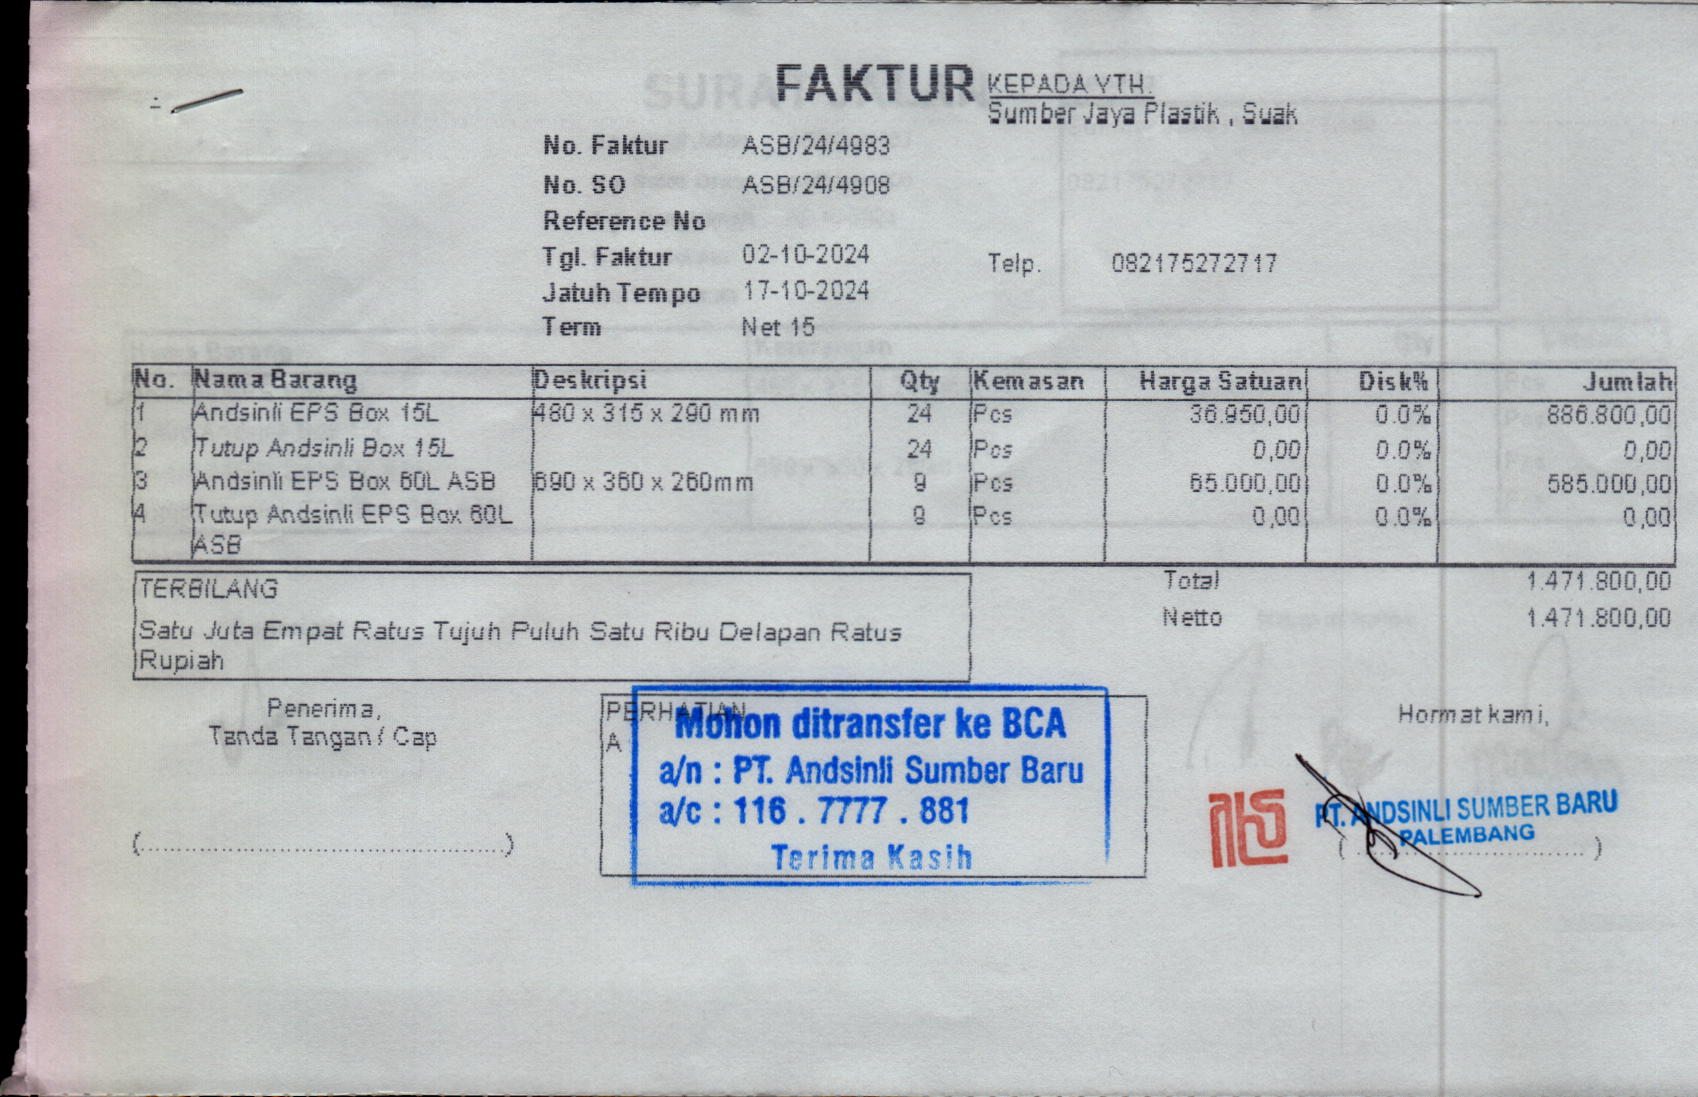 FAKTUR
KEPADA YTH.
Sumber Jaya Plastik , Suak
No. Faktur ASB/24/4983
No. SO ASB/24/4908
Reference No
Tgl. Faktur 02-10-2024
Telp. 082175272717
Jatuh Tempo 17-10-2024
Term Net 15
No. Nama Barang Deskripsi Qty Kemasan Harga Satuan Disk% Jumlah
1 Andsinli EPS Box 15L 480 x 315 x 290 mm 24 Pcs 36.950,00 0.0% 886.800,00
2 Tutup Andsinli Box 15L 24 Pcs 0,00 0.0% 0,00
3 Andsinli EPS Box 60L ASB 690 x 360 x 260mm 9 Pcs 65.000,00 0.0% 585.000,00
4 Tutup Andsinli EPS Box 60L 9 Pcs 0,00 0.0% 0,00
ASB
TERBILANG
Satu Juta Empat Ratus Tujuh Puluh Satu Ribu Delapan Ratus
Rupiah
Total 1.471.800,00
Netto 1.471.800,00
Penerima,
Tanda Tangan / Cap
(..................................................)
PERHATIAN
A
Mohon ditransfer ke BCA
a/n : PT. Andsinli Sumber Baru
a/c : 116 . 7777 . 881
Terima Kasih
Hormat kami,
PT. ANDSINLI SUMBER BARU
PALEMBANG
( .................................. )